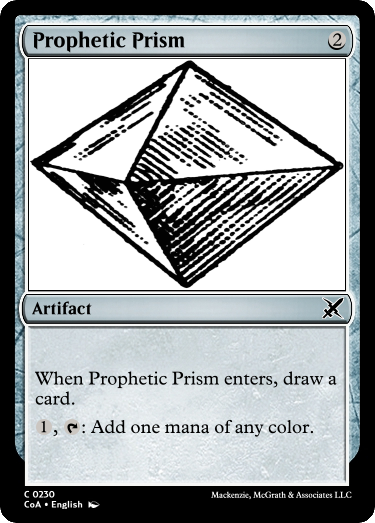 Prophetic Prism 2
Artifact
When Prophetic Prism enters, draw a
card.
1, : Add one mana of any color.
C 0230
CoA • English
Mackenzie, McGrath & Associates LLC